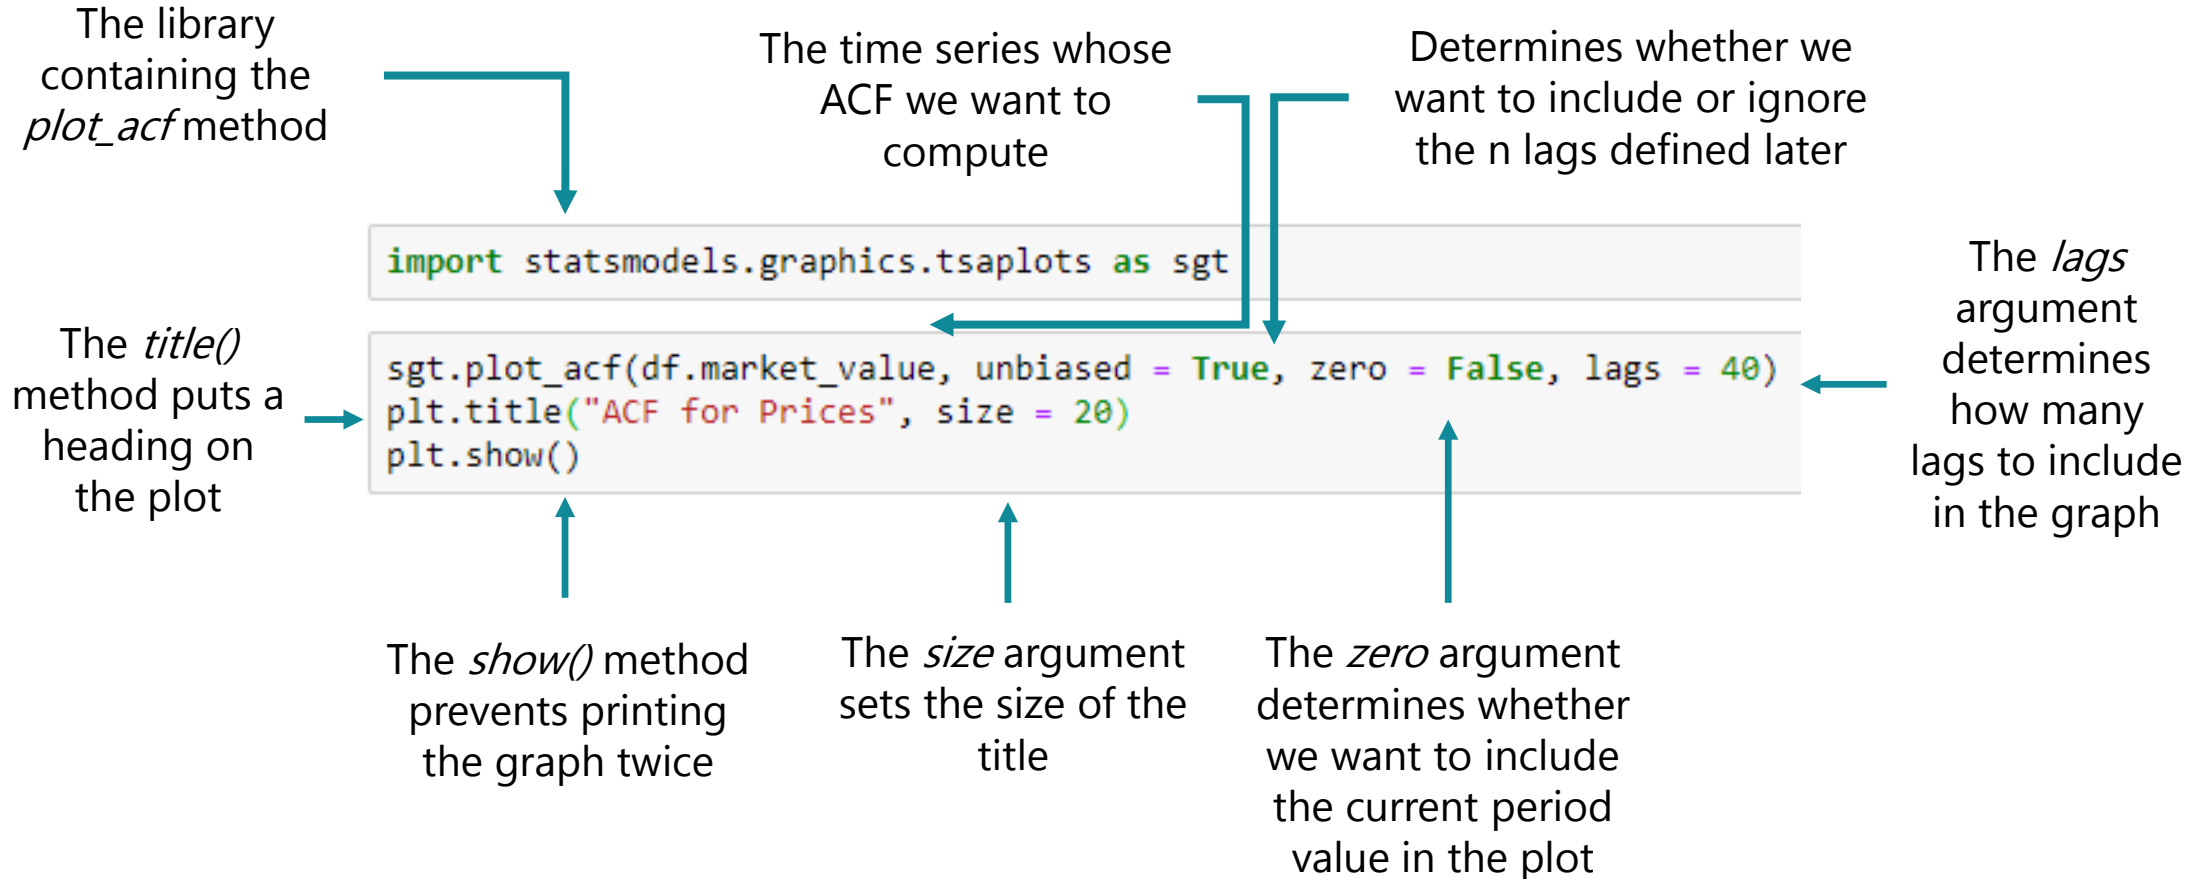 The library
containing the
plot_acf method
The time series whose
ACF we want to
compute
Determines whether we
want to include or ignore
the n lags defined later
import statsmodels.graphics.tsaplots as sgt
The title()
method puts a
heading on
the plot
sgt.plot_acf(df.market_value, unbiased = True, zero = False, lags = 40)
plt.title("ACF for Prices", size = 20)
plt.show()
The lags
argument
determines
how many
lags to include
in the graph
The show() method
prevents printing
the graph twice
The size argument
sets the size of the
title
The zero argument
determines whether
we want to include
the current period
value in the plot